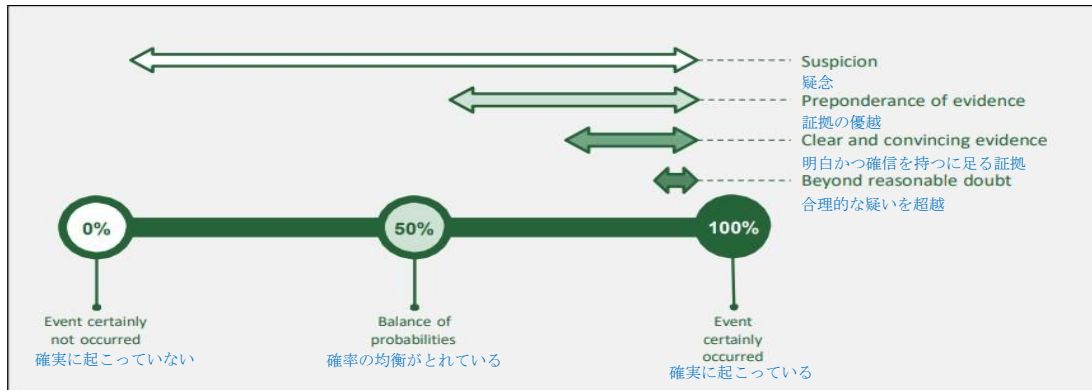 Suspicion
疑念
Preponderance of evidence
証拠の優越
Clear and convincing evidence
明白かつ確信を持つに足る証拠
Beyond reasonable doubt
合理的な疑いを超越
0%
50%
100%
Event certainly
not occurred
確実に起こっていない
Balance of
probabilities
確率の均衡がとれている
Event
certainly
occurred
確実に起こっている